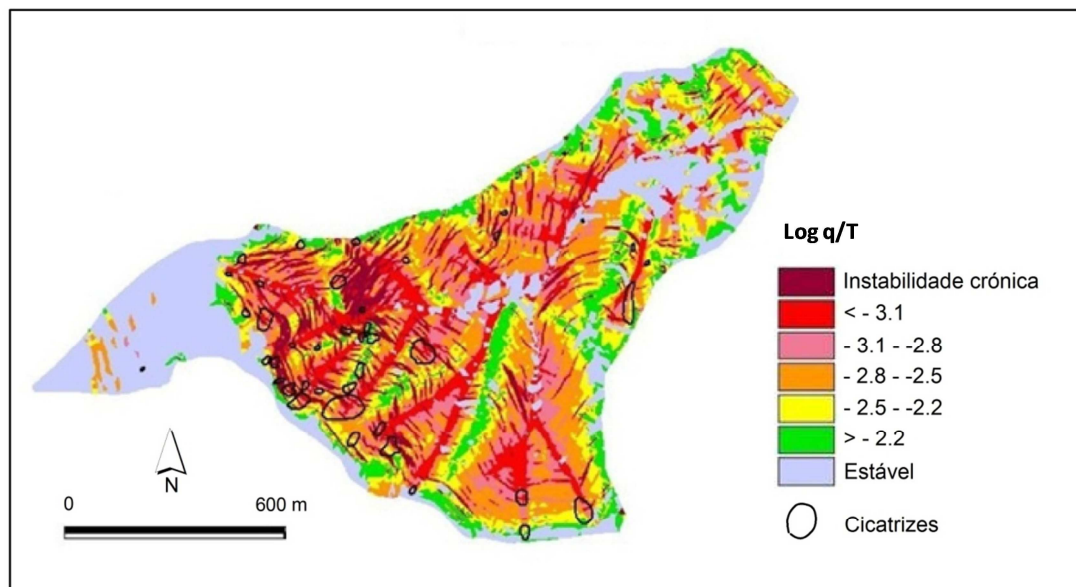 Log q/T
Instabilidade crónica
< - 3.1
- 3.1 - -2.8
- 2.8 - -2.5
- 2.5 - -2.2
> - 2.2
Estável
Cicatrizes
N
0 600 m